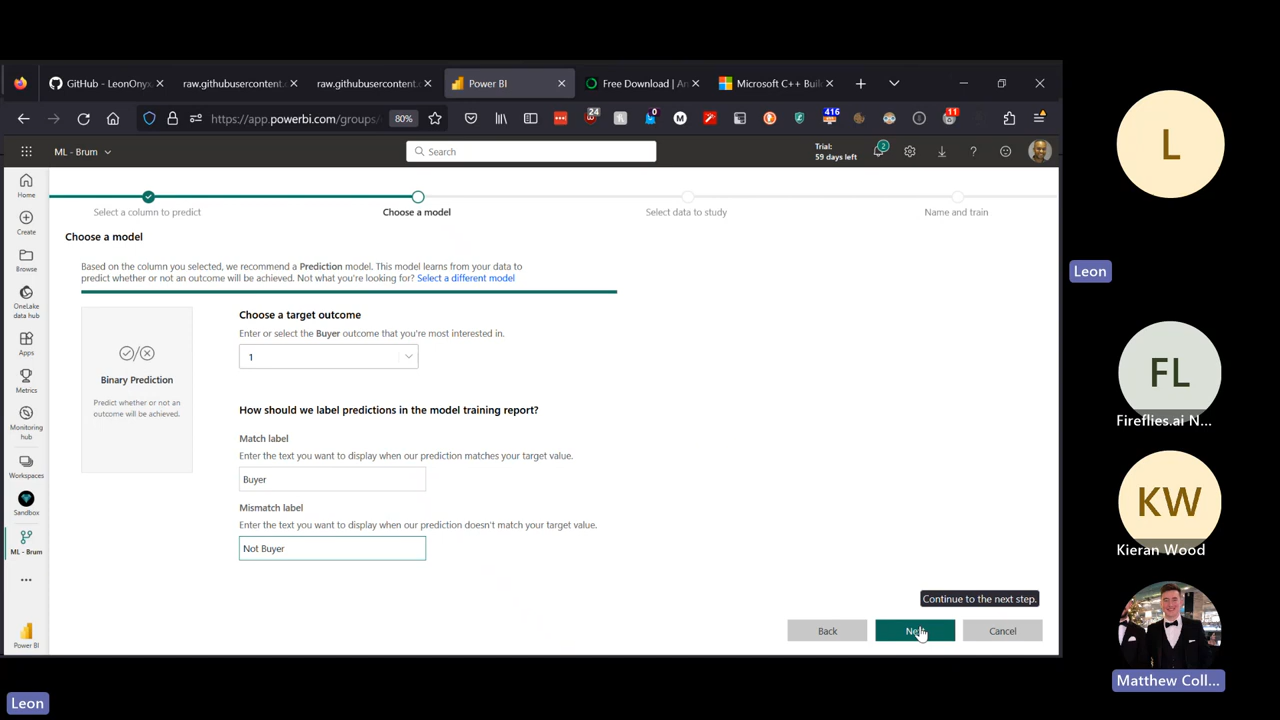 GitHub - LeonOnyx
raw.githubusercontent.c
raw.githubusercontent.c
Power BI
Free Download | An
Microsoft C++ Buil
https://app.powerbi.com/groups/
80%
24
0
M
416
11
ML - Brum
Search
Trial:
59 days left
2
?
Home
Create
Browse
OneLake
data hub
Apps
Metrics
Monitoring
hub
Workspaces
Sandbox
ML - Brum
...
Power BI
Select a column to predict
Choose a model
Select data to study
Name and train
Choose a model
Based on the column you selected, we recommend a Prediction model. This model learns from your data to
predict whether or not an outcome will be achieved. Not what you're looking for? Select a different model
Binary Prediction
Predict whether or not an
outcome will be achieved.
Choose a target outcome
Enter or select the Buyer outcome that you're most interested in.
1
How should we label predictions in the model training report?
Match label
Enter the text you want to display when our prediction matches your target value.
Buyer
Mismatch label
Enter the text you want to display when our prediction doesn't match your target value.
Not Buyer
Continue to the next step.
Back
Next
Cancel
L
Leon
FL
Fireflies.ai N...
KW
Kieran Wood
Matthew Coll...
Leon